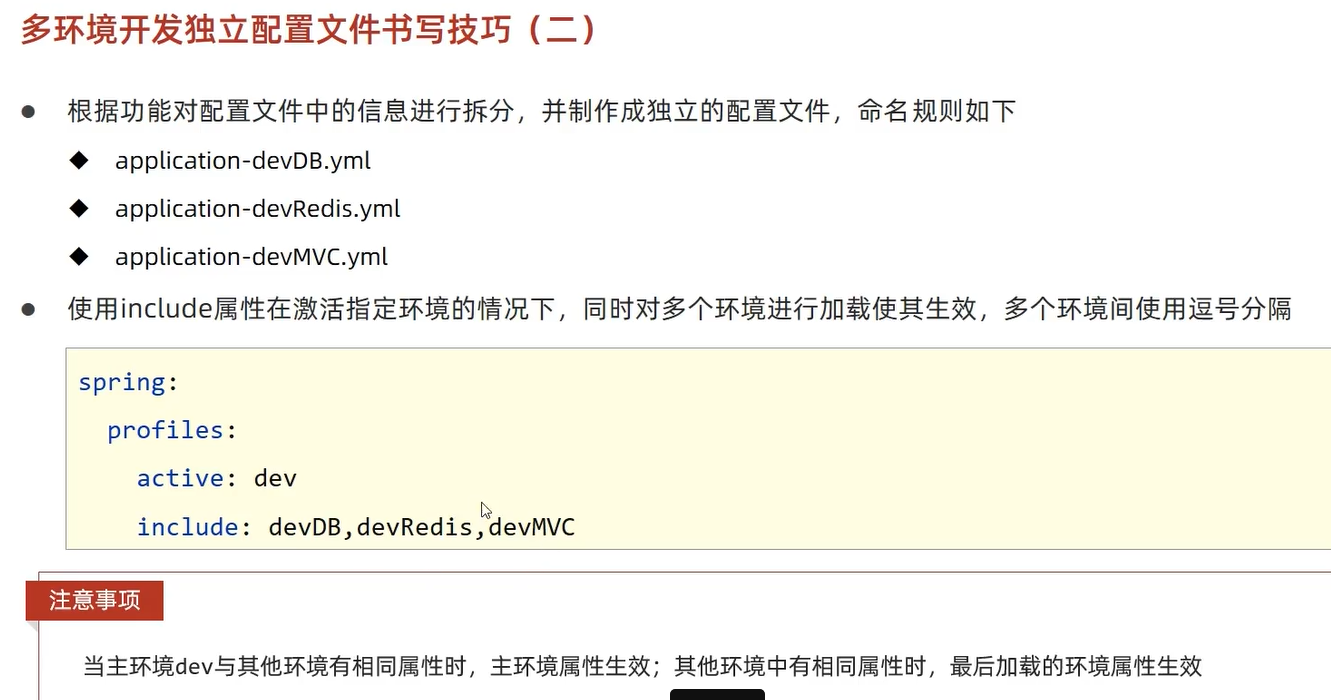 多环境开发独立配置文件书写技巧（二）
根据功能对配置文件中的信息进行拆分，并制作成独立的配置文件，命名规则如下
application-devDB.yml
application-devRedis.yml
application-devMVC.yml
使用include属性在激活指定环境的情况下，同时对多个环境进行加载使其生效，多个环境间使用逗号分隔
spring:
profiles:
active: dev
include: devDB,devRedis,devMVC
注意事项
当主环境dev与其他环境有相同属性时，主环境属性生效；其他环境中有相同属性时，最后加载的环境属性生效